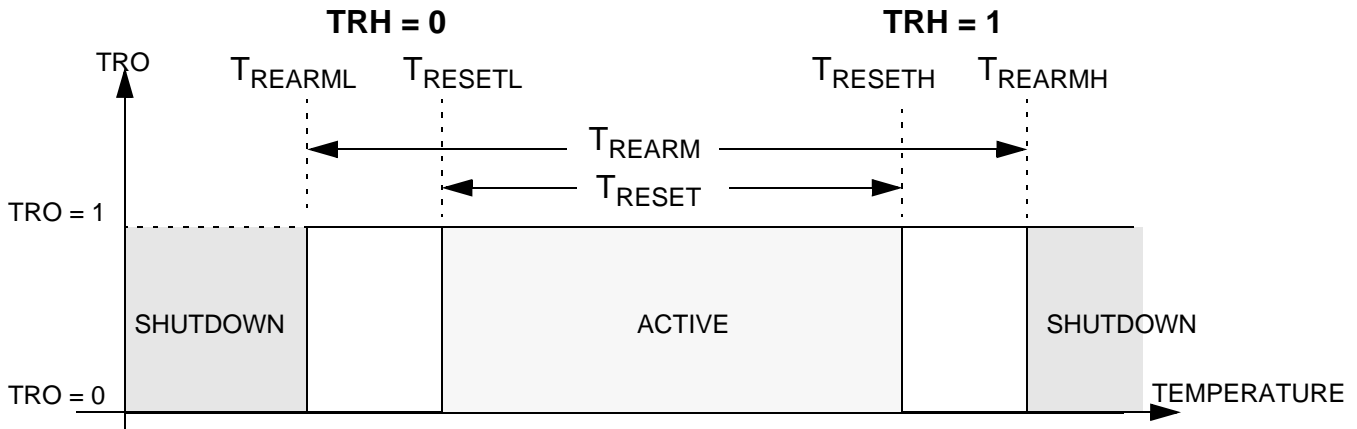 TRH = 0
TRH = 1
TRO
TREARML
TRESETL
TRESETH
TREARMH
TREARM
TRESET
TRO = 1
SHUTDOWN
ACTIVE
SHUTDOWN
TRO = 0
TEMPERATURE